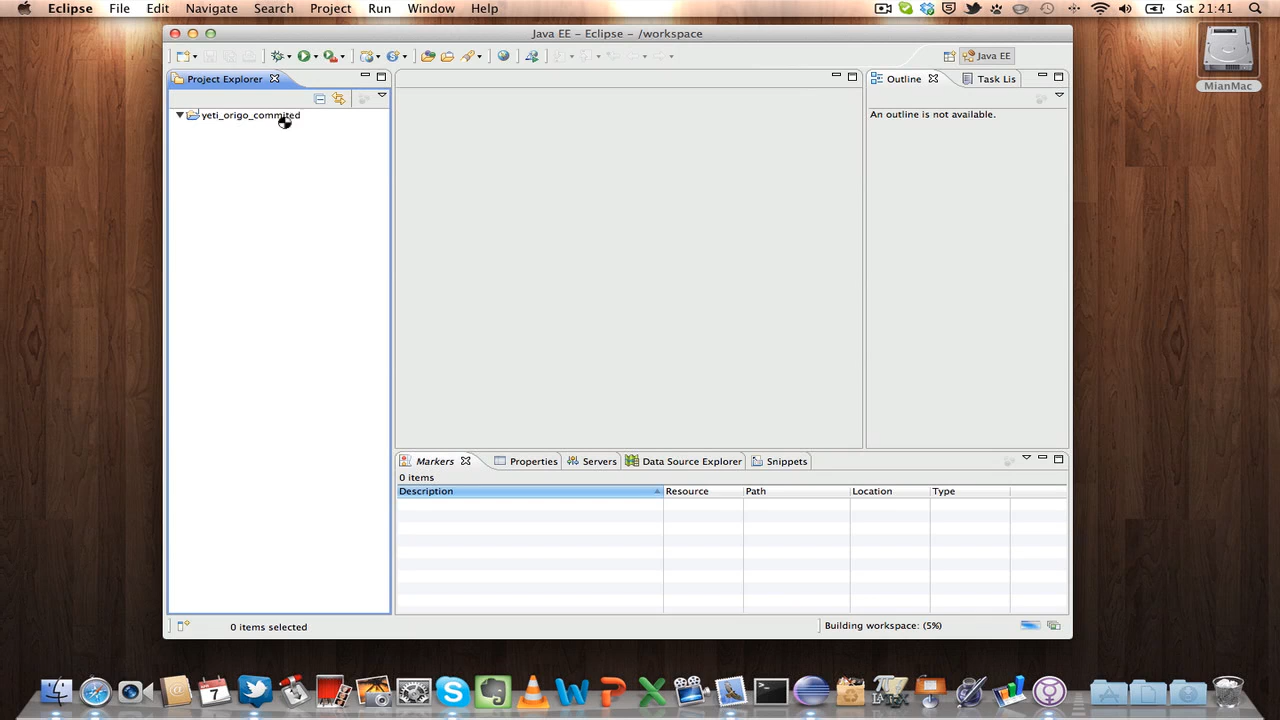 Eclipse File Edit Navigate Search Project Run Window Help Sat 21:41
Java EE – Eclipse – /workspace
Java EE
MianMac
Project Explorer
yeti_origo_commited
Outline Task Lis
An outline is not available.
Markers Properties Servers Data Source Explorer Snippets
0 items
Description Resource Path Location Type
0 items selected
Building workspace: (5%)